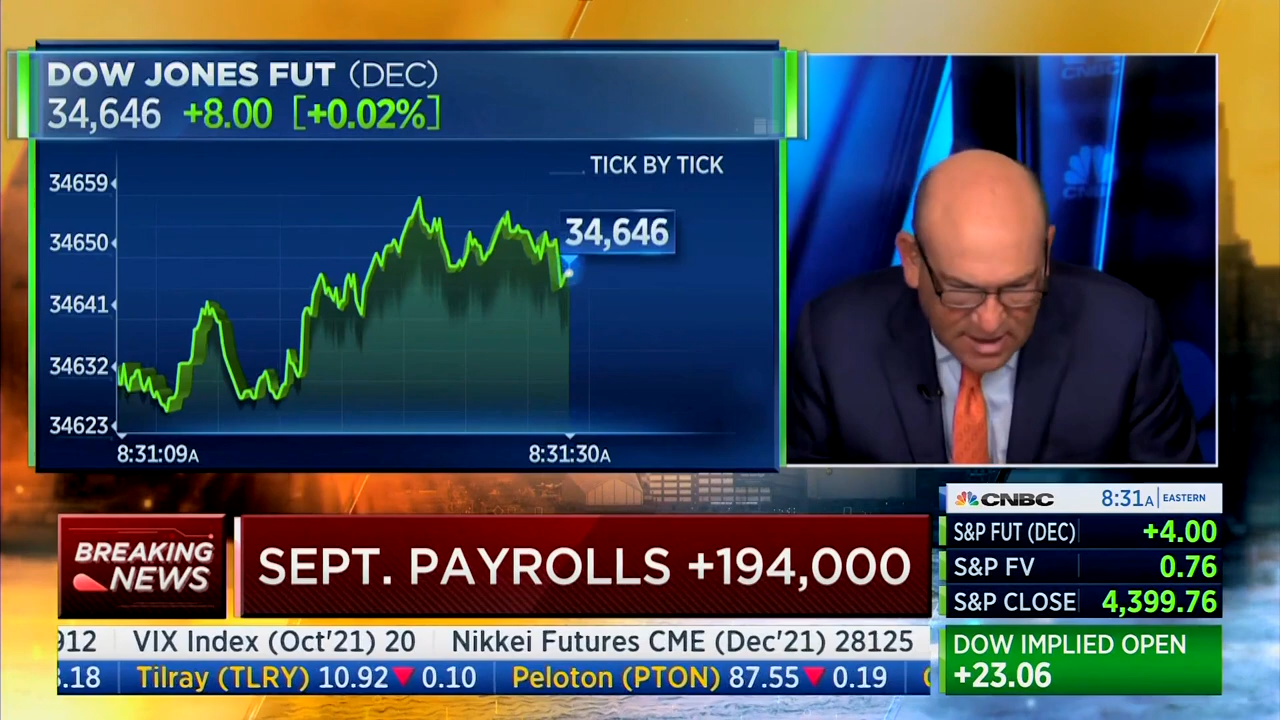 DOW JONES FUT (DEC)
34,646 +8.00 [+0.02%]
TICK BY TICK
34659
34650
34641
34632
34623
34,646
8:31:09A
8:31:30A
CNBC
CNBC
BREAKING
NEWS
SEPT. PAYROLLS +194,000
CNBC 8:31A EASTERN
S&P FUT (DEC) +4.00
S&P FV 0.76
S&P CLOSE 4,399.76
DOW IMPLIED OPEN
+23.06
912 VIX Index (Oct'21) 20 Nikkei Futures CME (Dec'21) 28125
.18 Tilray (TLRY) 10.92▼0.10 Peloton (PTON) 87.55▼0.19